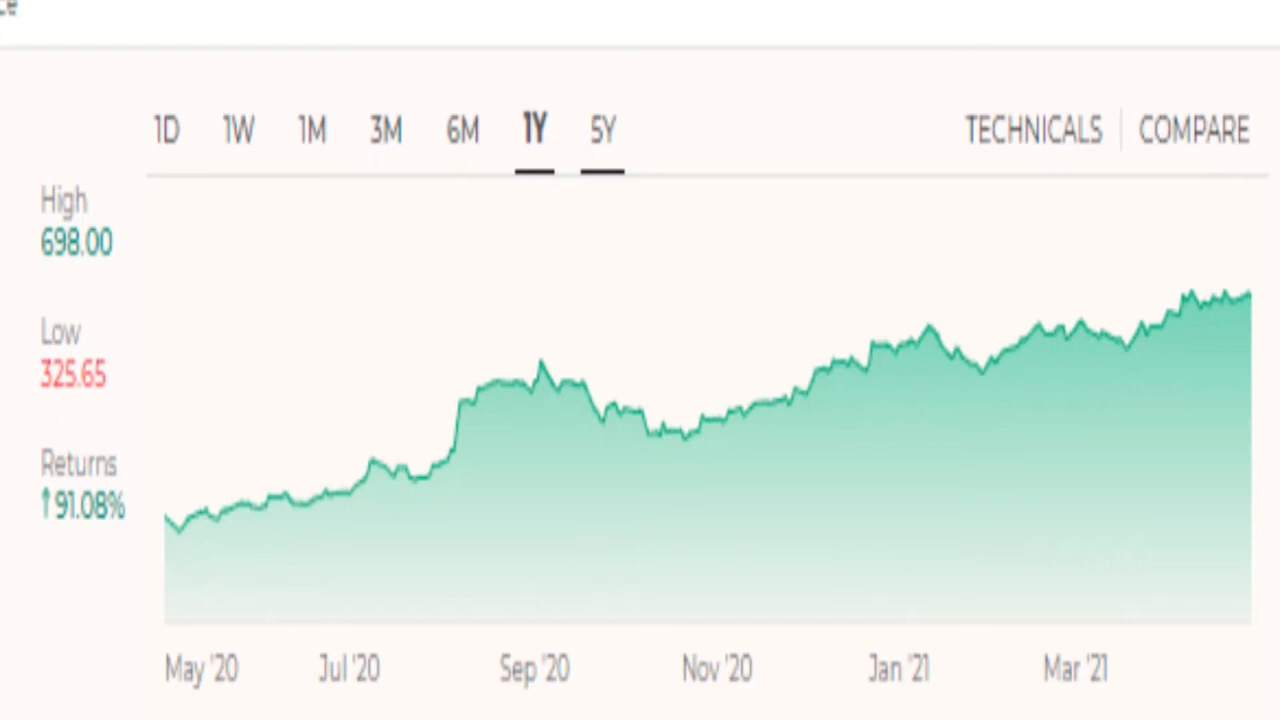 1D 1W 1M 3M 6M 1Y 5Y TECHNICALS COMPARE
High
698.00
Low
325.65
Returns
↑91.08%
May '20 Jul '20 Sep '20 Nov '20 Jan '21 Mar '21